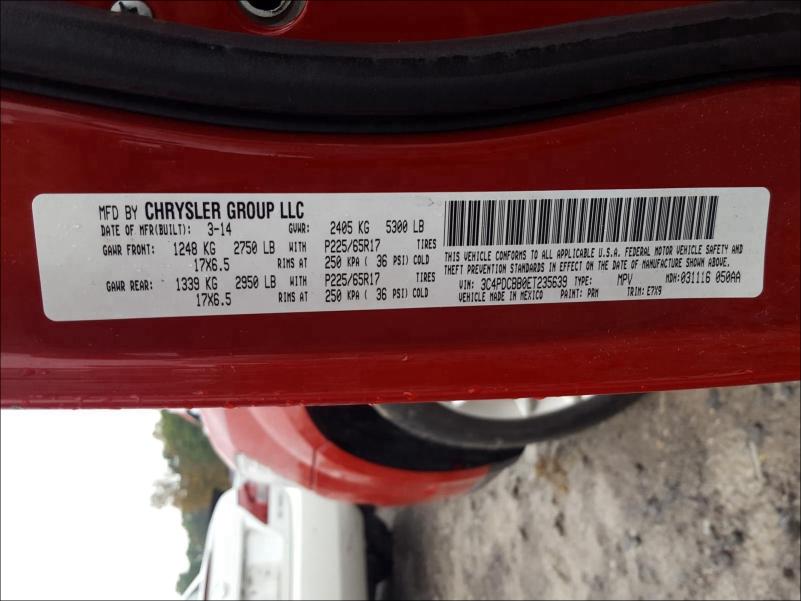 MFD BY CHRYSLER GROUP LLC
DATE OF MFR(BUILT): 3-14 GVWR: 2405 KG 5300 LB
GAWR FRONT: 1248 KG 2750 LB WITH P225/65R17 TIRES
17X6.5 RIMS AT 250 KPA ( 36 PSI) COLD
GAWR REAR: 1339 KG 2950 LB WITH P225/65R17 TIRES
17X6.5 RIMS AT 250 KPA ( 36 PSI) COLD
THIS VEHICLE CONFORMS TO ALL APPLICABLE U.S.A. FEDERAL MOTOR VEHICLE SAFETY AND
THEFT PREVENTION STANDARDS IN EFFECT ON THE DATE OF MANUFACTURE SHOWN ABOVE.
VIN: 3C4PDCBB0ET235639 TYPE: MPV MDH: 031116 050AA
VEHICLE MADE IN MEXICO PAINT: PRM TRIM: E7X9